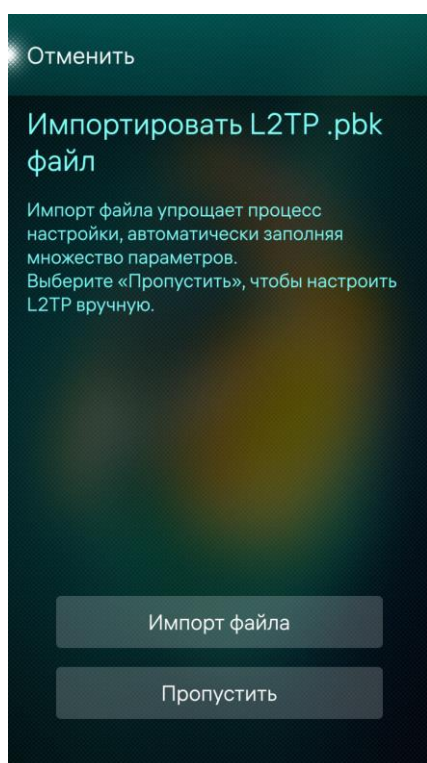 Отменить
Импортировать L2TP .pbk
файл
Импорт файла упрощает процесс
настройки, автоматически заполняя
множество параметров.
Выберите «Пропустить», чтобы настроить
L2TP вручную.
Импорт файла
Пропустить